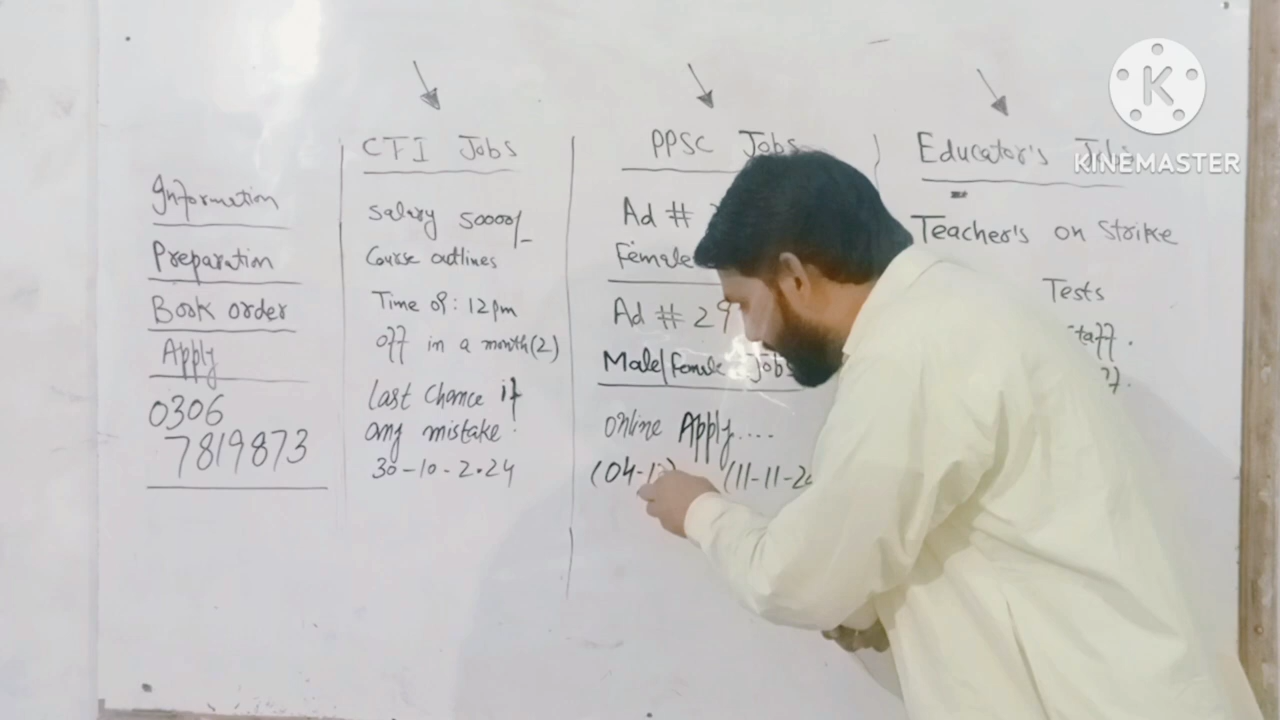 Information
Preparation
Book order
Apply
0306
7819873
CTI Jobs
Salary 50000/-
Course outlines
Time of: 12pm
off in a month (2)
Last Chance if
any mistake.
30-10-2024
PPSC Jobs
Ad #
Female
Ad # 29
Male/Female Jobs
Online Apply....
(04-1
(11-11-2
Educator's
Teacher's on Strike
Tests
Staff.
KINEMASTER